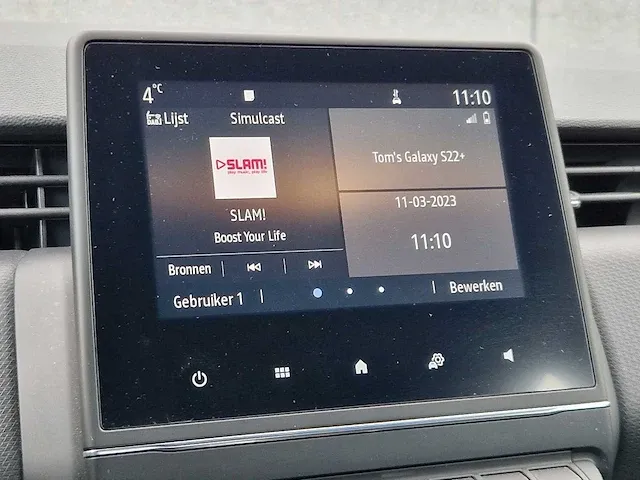 4°C
11:10
Lijst
Simulcast
SLAM!
play music, play life
SLAM!
Boost Your Life
Tom's Galaxy S22+
11-03-2023
11:10
Bronnen
Gebruiker 1
Bewerken